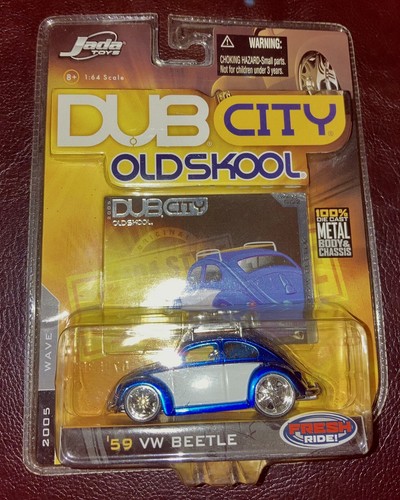 Jada
TOYS
8+ 1:64 Scale
WARNING:
CHOKING HAZARD-Small parts.
Not for children under 3 years.
DUB CITY
OLDSKOOL
DUB CITY
OLDSKOOL
100%
DIE CAST
METAL
BODY &
CHASSIS
2005 WAVE
'59 VW BEETLE
FRESH
RIDE!